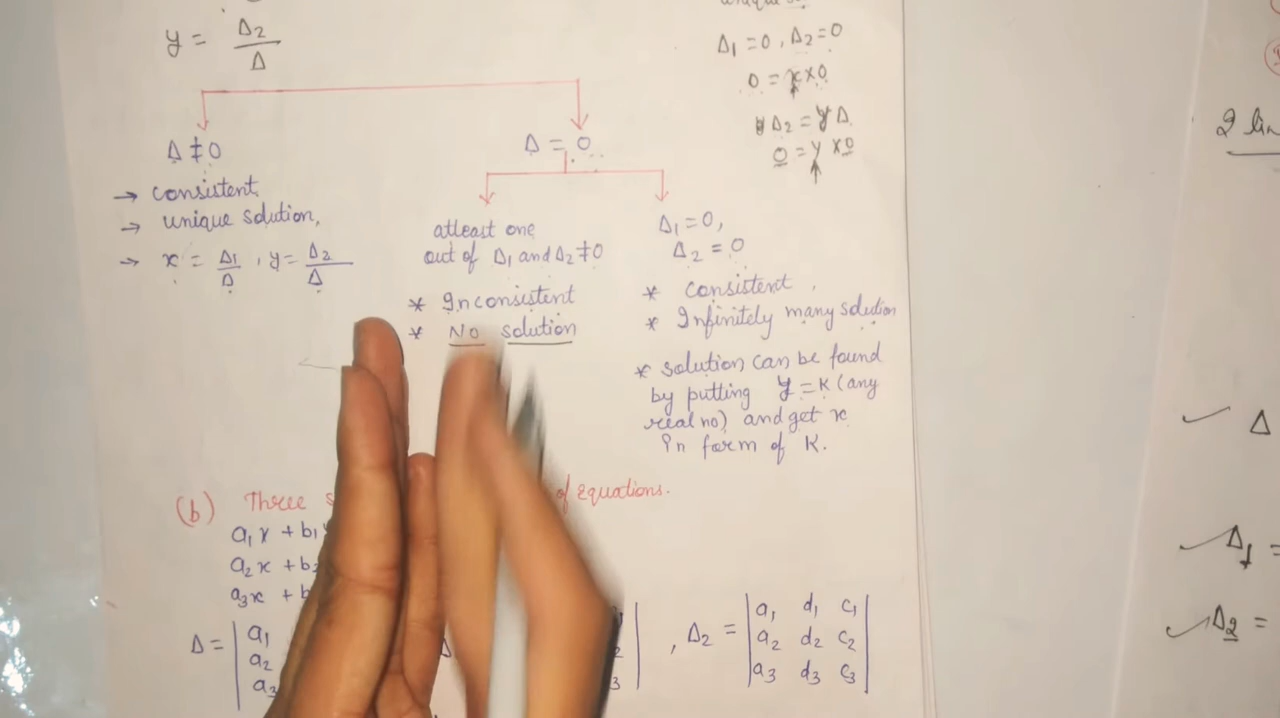 y = Δ2/Δ
Δ1 = 0, Δ2 = 0
0 = x × 0
Δ2 = yΔ
0 = y × 0
Δ ≠ 0
→ consistent
→ unique solution,
→ x = Δ1/Δ, y = Δ2/Δ
Δ = 0
atleast one
out of Δ1 and Δ2 ≠ 0
* Inconsistent
* No solution
Δ1 = 0,
Δ2 = 0
* consistent,
* Infinitely many solution
* solution can be found
by putting y = K (any
real no) and get x
in form of K.
(b) Three of equations.
a1x + b1
a2x + b2
a3x + b
Δ = | a1
a2
a3
, Δ2 = | a1 d1 c1 |
| a2 d2 c2 |
| a3 d3 c3 |
2
Δ
Δ1 =
Δ2 =